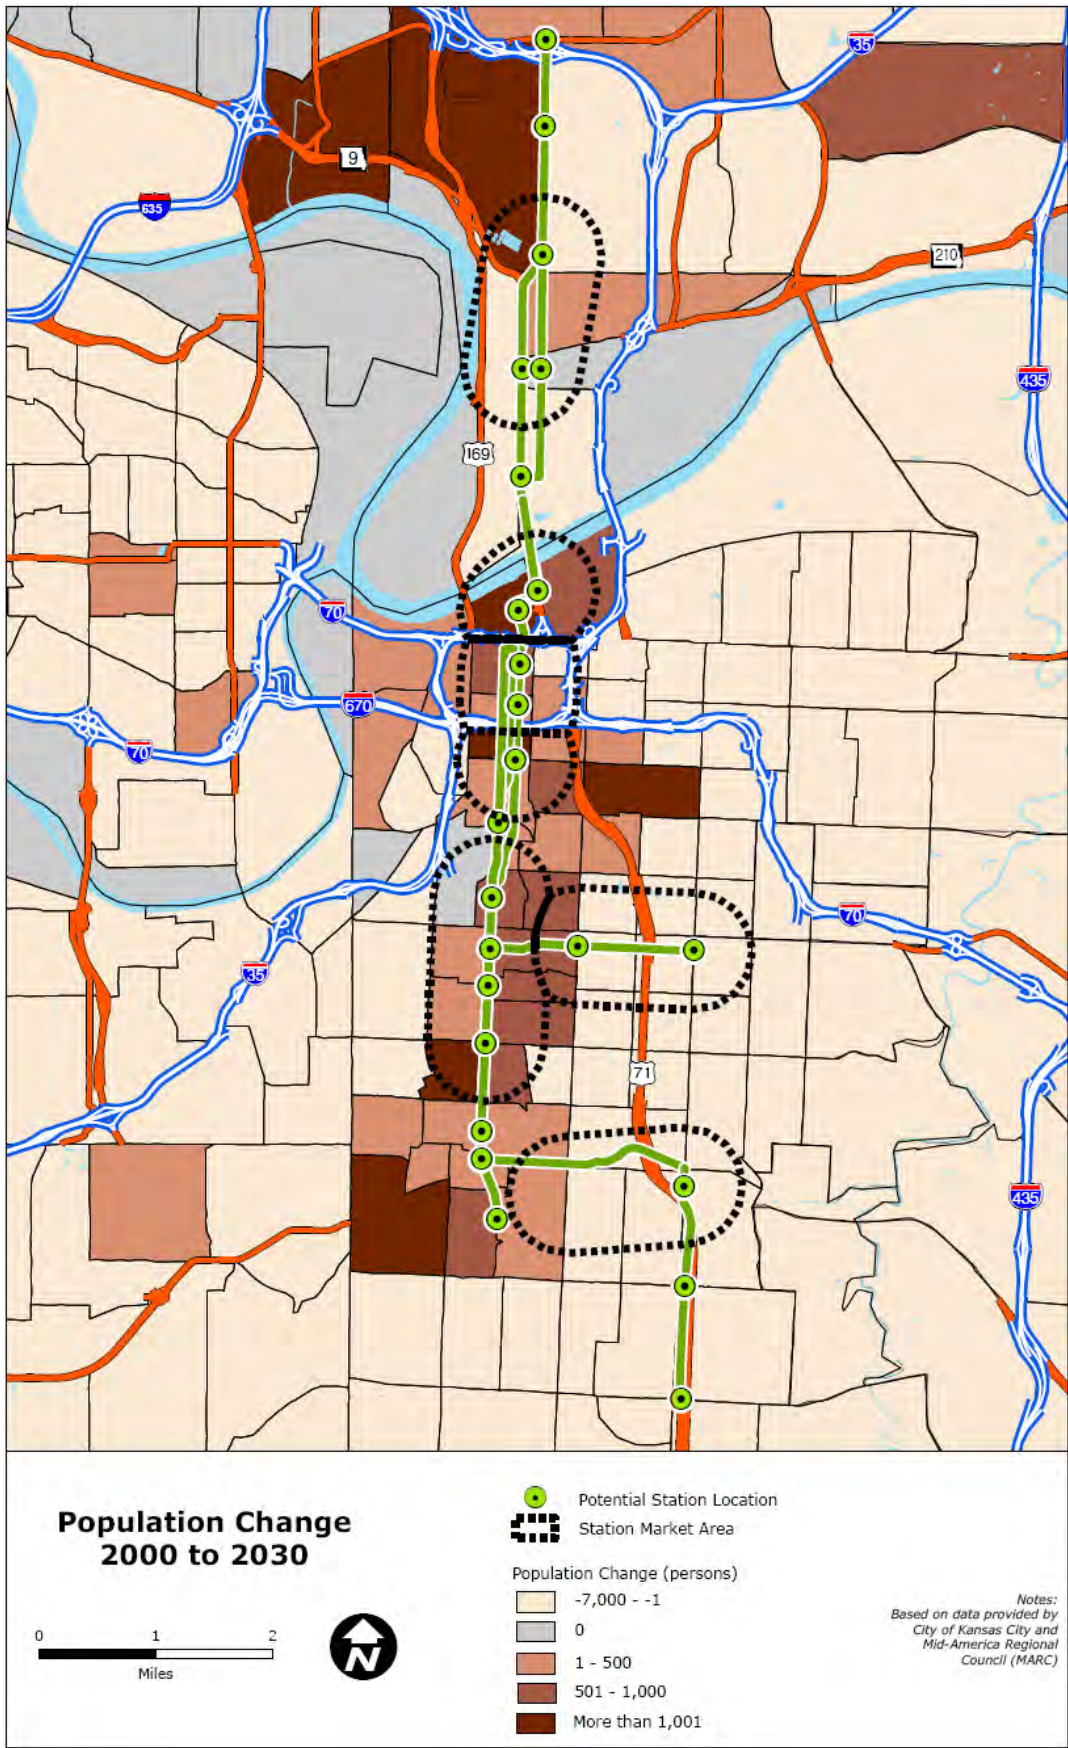 35
9
635
210
435
169
70
670
70
70
35
71
435
Population Change
2000 to 2030
0 1 2
Miles
N
Potential Station Location
Station Market Area
Population Change (persons)
-7,000 - -1
0
1 - 500
501 - 1,000
More than 1,001
Notes:
Based on data provided by
City of Kansas City and
Mid-America Regional
Council (MARC)